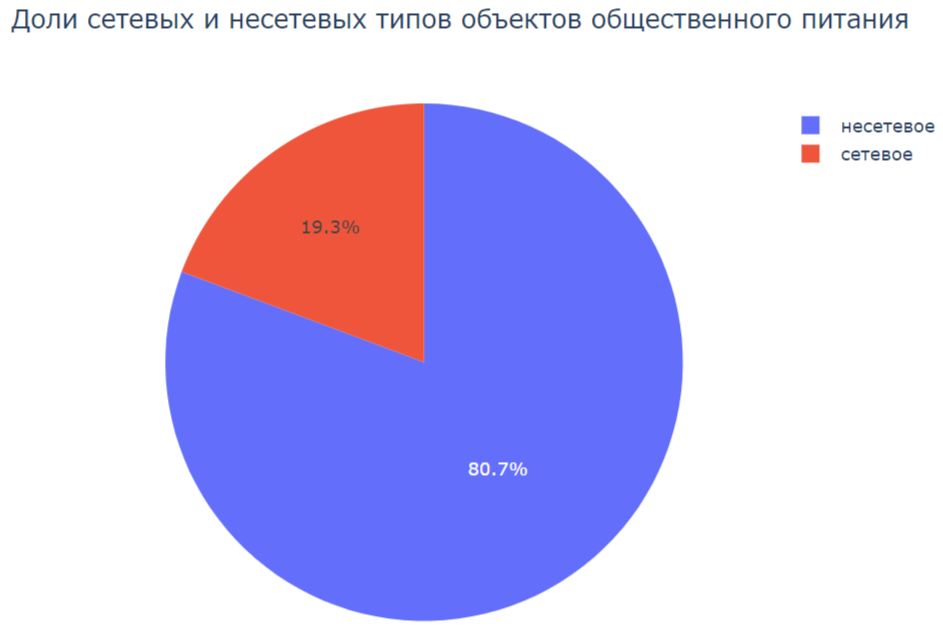 Доли сетевых и несетевых типов объектов общественного питания
несетевое
сетевое
19.3%
80.7%